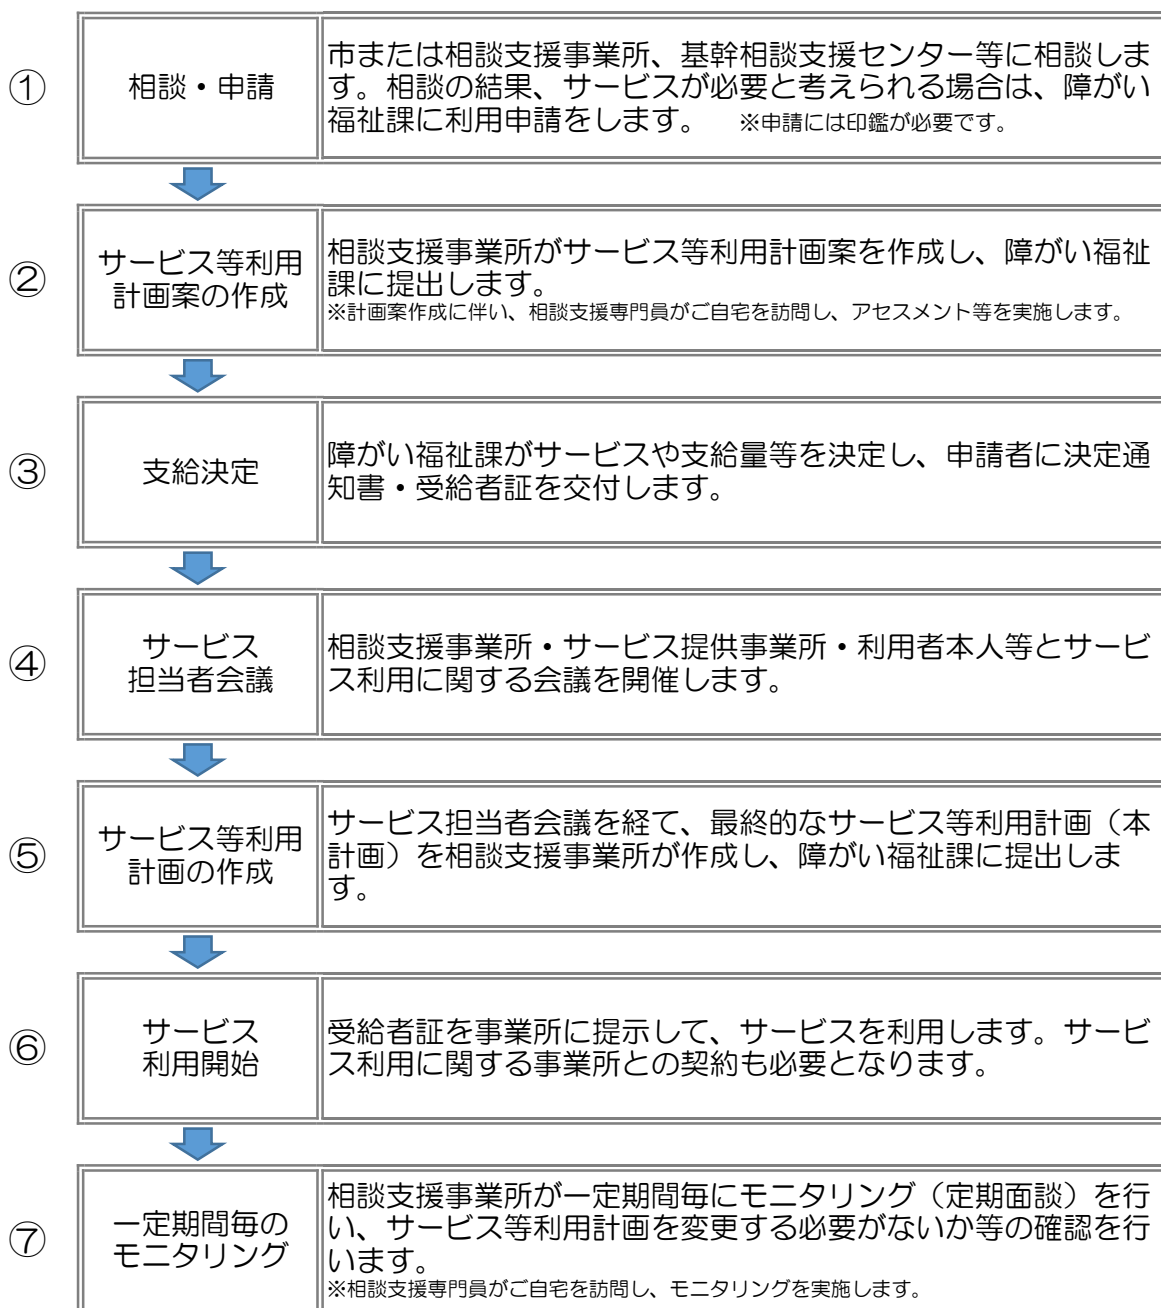 ①
相談・申請
市または相談支援事業所、基幹相談支援センター等に相談しま
す。相談の結果、サービスが必要と考えられる場合は、障がい
福祉課に利用申請をします。　※申請には印鑑が必要です。
②
サービス等利用
計画案の作成
相談支援事業所がサービス等利用計画案を作成し、障がい福祉
課に提出します。
※計画案作成に伴い、相談支援専門員がご自宅を訪問し、アセスメント等を実施します。
③
支給決定
障がい福祉課がサービスや支給量等を決定し、申請者に決定通
知書・受給者証を交付します。
④
サービス
担当者会議
相談支援事業所・サービス提供事業所・利用者本人等とサービ
ス利用に関する会議を開催します。
⑤
サービス等利用
計画の作成
サービス担当者会議を経て、最終的なサービス等利用計画（本
計画）を相談支援事業所が作成し、障がい福祉課に提出しま
す。
⑥
サービス
利用開始
受給者証を事業所に提示して、サービスを利用します。サービ
ス利用に関する事業所との契約も必要となります。
⑦
一定期間毎の
モニタリング
相談支援事業所が一定期間毎にモニタリング（定期面談）を行
い、サービス等利用計画を変更する必要がないか等の確認を行
います。
※相談支援専門員がご自宅を訪問し、モニタリングを実施します。